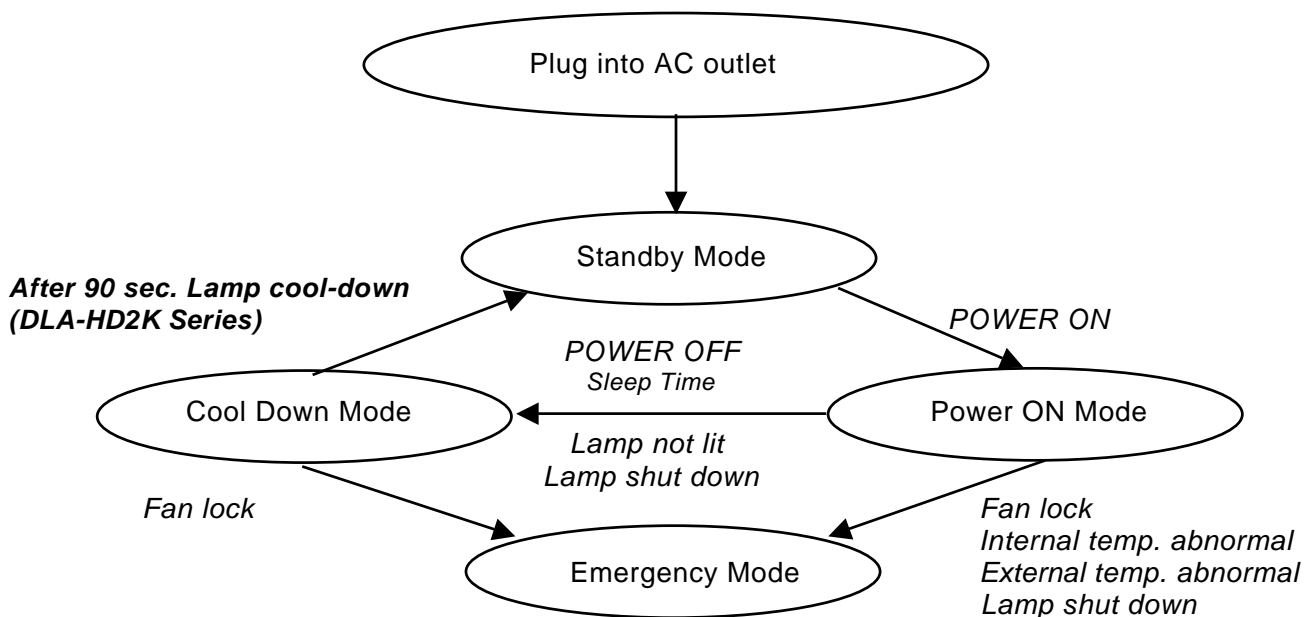 Plug into AC outlet
Standby Mode
After 90 sec. Lamp cool-down
(DLA-HD2K Series)
POWER ON
POWER OFF
Sleep Time
Cool Down Mode
Power ON Mode
Lamp not lit
Lamp shut down
Fan lock
Fan lock
Internal temp. abnormal
External temp. abnormal
Lamp shut down
Emergency Mode